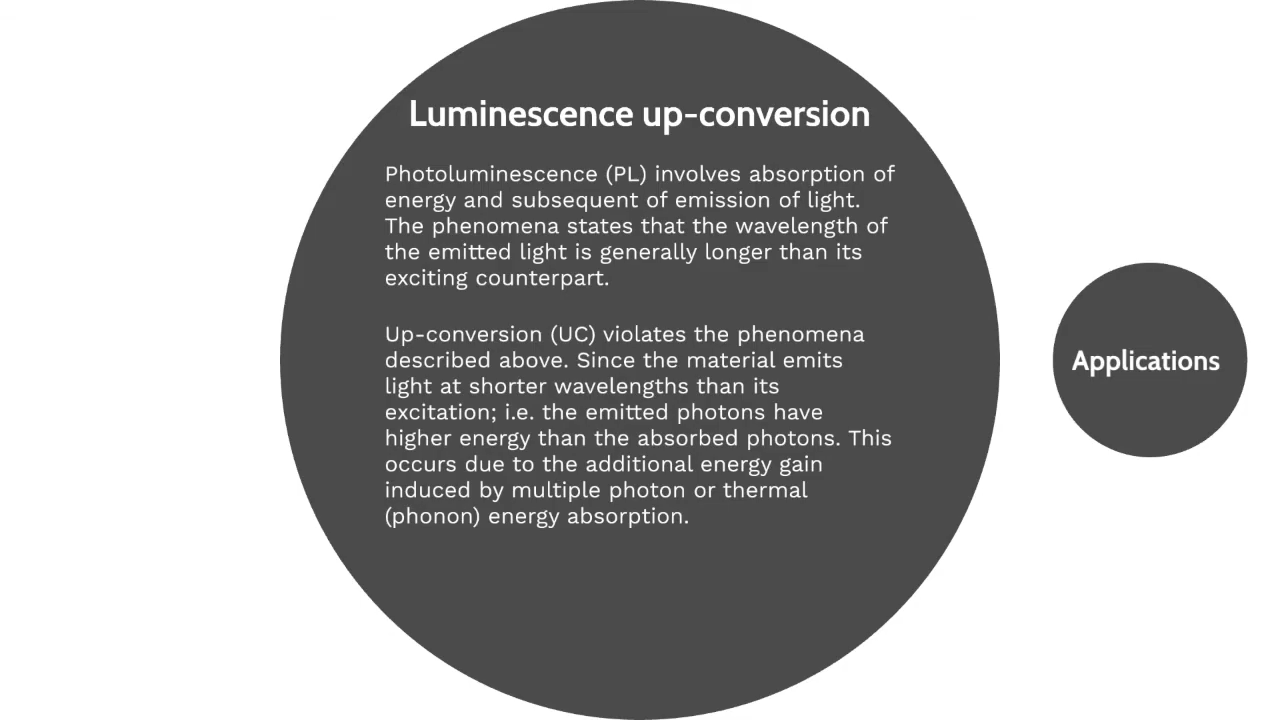 Luminescence up-conversion
Photoluminescence (PL) involves absorption of
energy and subsequent of emission of light.
The phenomena states that the wavelength of
the emitted light is generally longer than its
exciting counterpart.
Up-conversion (UC) violates the phenomena
described above. Since the material emits
light at shorter wavelengths than its
excitation; i.e. the emitted photons have
higher energy than the absorbed photons. This
occurs due to the additional energy gain
induced by multiple photon or thermal
(phonon) energy absorption.
Applications